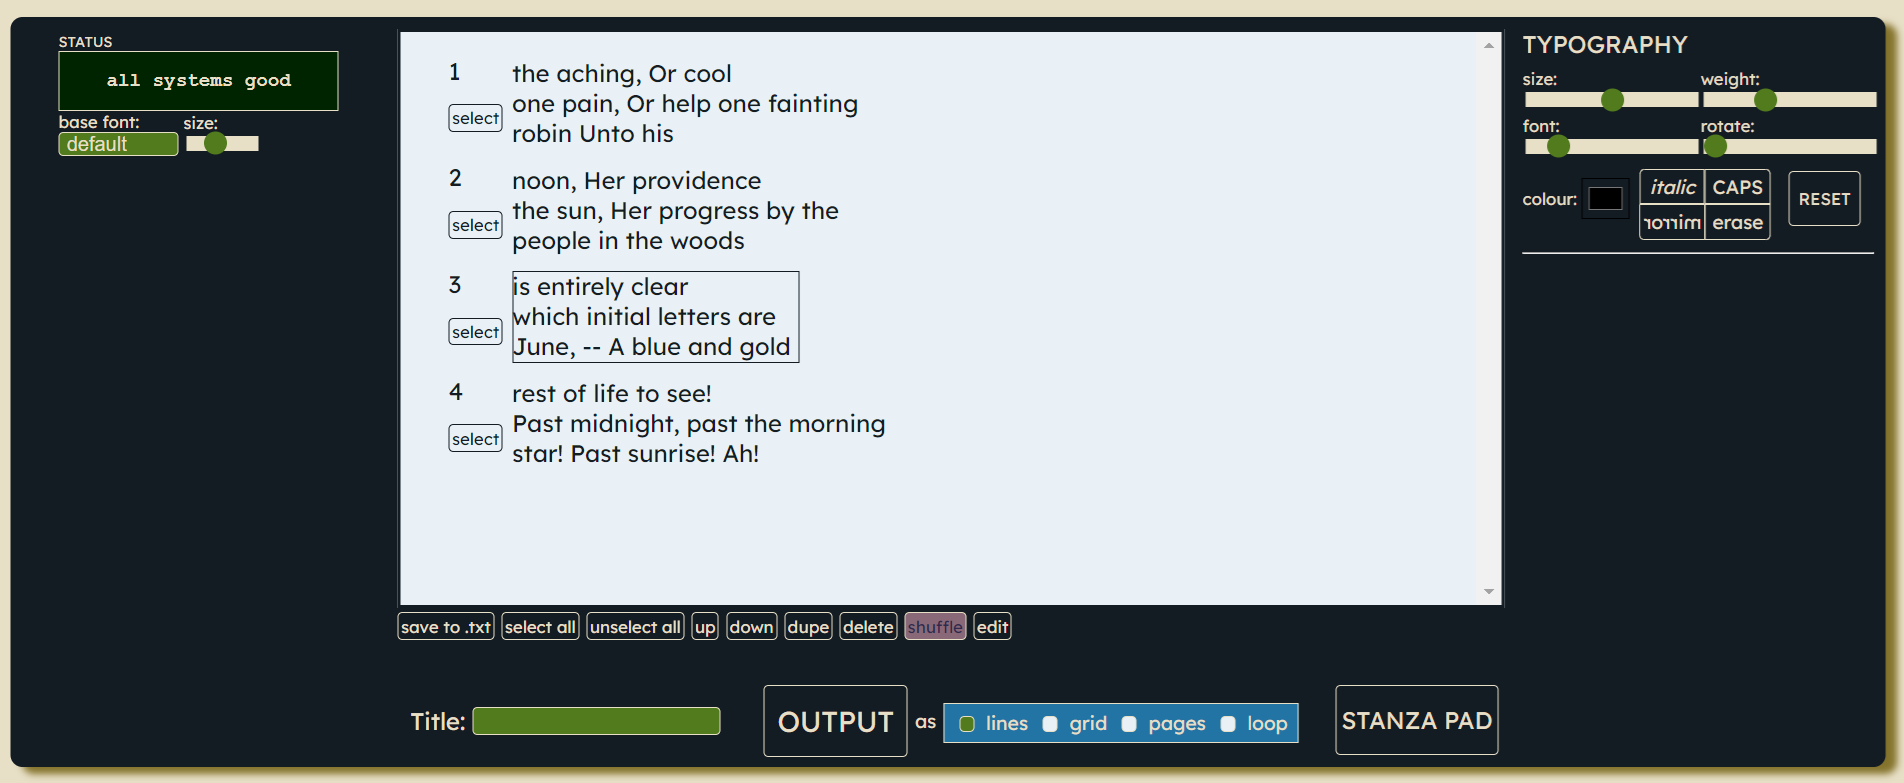 STATUS
all systems good
base font: size:
default
1
the aching, Or cool
one pain, Or help one fainting
robin Unto his
select
2
noon, Her providence
the sun, Her progress by the
people in the woods
select
3
is entirely clear
which initial letters are
June, -- A blue and gold
select
4
rest of life to see!
Past midnight, past the morning
star! Past sunrise! Ah!
select
save to .txt select all unselect all up down dupe delete shuffle edit
Title: OUTPUT as lines grid pages loop STANZA PAD
TYPOGRAPHY
size: weight:
font: rotate:
colour: italic CAPS RESET
mirror erase